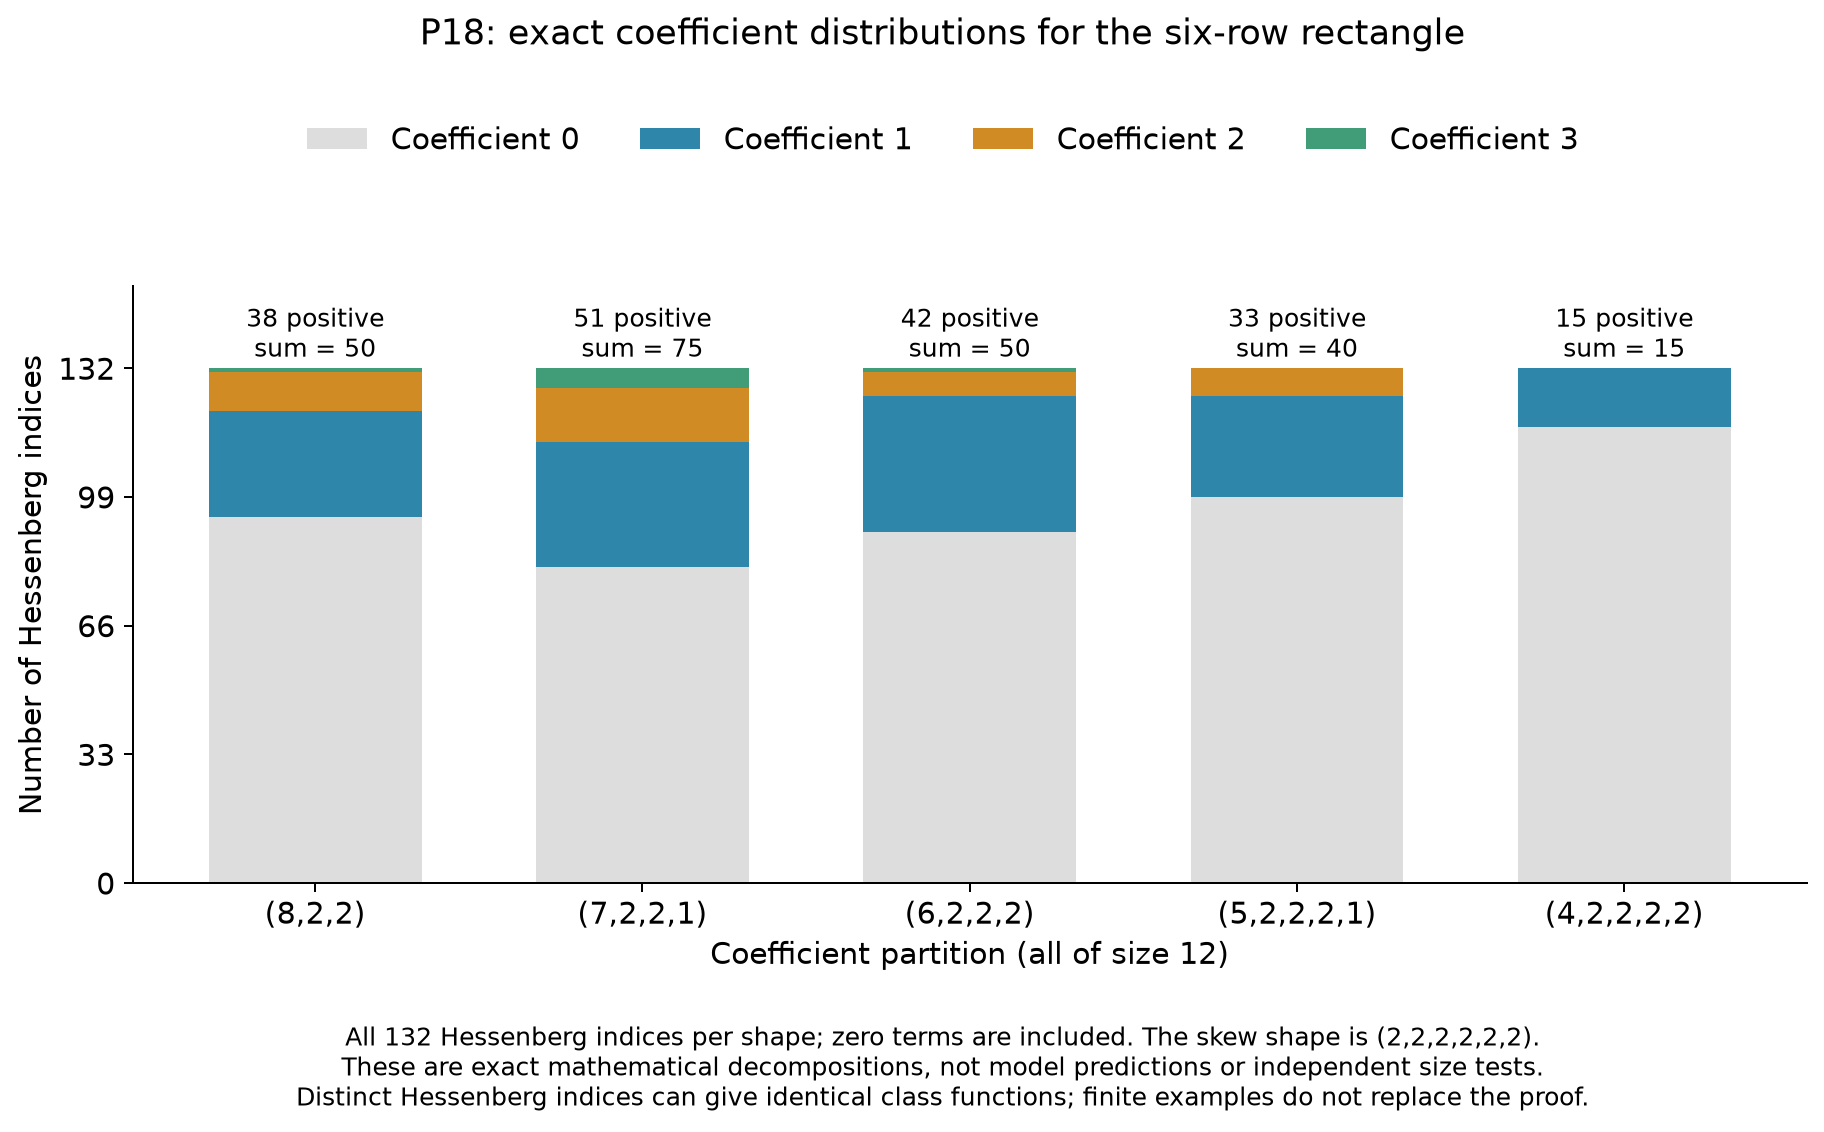 P18: exact coefficient distributions for the six-row rectangle
Coefficient 0 Coefficient 1 Coefficient 2 Coefficient 3
38 positive
sum = 50
51 positive
sum = 75
42 positive
sum = 50
33 positive
sum = 40
15 positive
sum = 15
Number of Hessenberg indices
132
99
66
33
0
(8,2,2) (7,2,2,1) (6,2,2,2) (5,2,2,2,1) (4,2,2,2,2)
Coefficient partition (all of size 12)
All 132 Hessenberg indices per shape; zero terms are included. The skew shape is (2,2,2,2,2,2).
These are exact mathematical decompositions, not model predictions or independent size tests.
Distinct Hessenberg indices can give identical class functions; finite examples do not replace the proof.